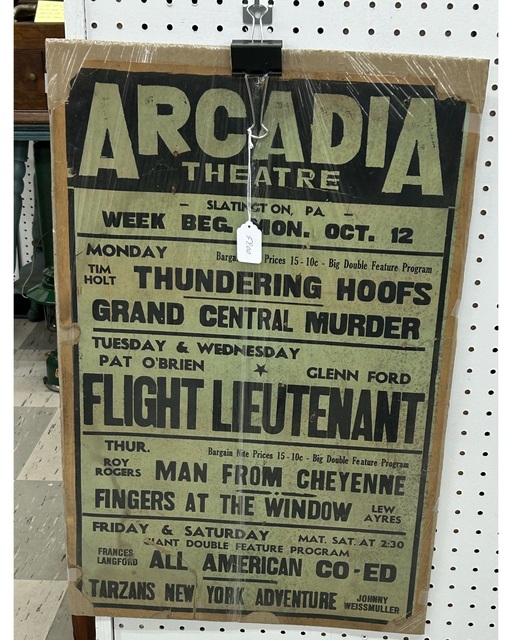 ARCADIA
THEATRE
- SLATINGTON, PA. -
WEEK BEG. MON. OCT. 12
MONDAY Prices 15-10c - Big Double Feature Program
TIM HOLT THUNDERING HOOFS
GRAND CENTRAL MURDER
TUESDAY & WEDNESDAY
PAT O'BRIEN ★ GLENN FORD
FLIGHT LIEUTENANT
THUR. Bargain Nite Prices 15-10c - Big Double Feature Program
ROY ROGERS MAN FROM CHEYENNE
FINGERS AT THE WINDOW LEW AYRES
FRIDAY & SATURDAY MAT. SAT. AT 2:30
GIANT DOUBLE FEATURE PROGRAM
FRANCES LANGFORD ALL AMERICAN CO-ED
TARZANS NEW YORK ADVENTURE JOHNNY WEISSMULLER